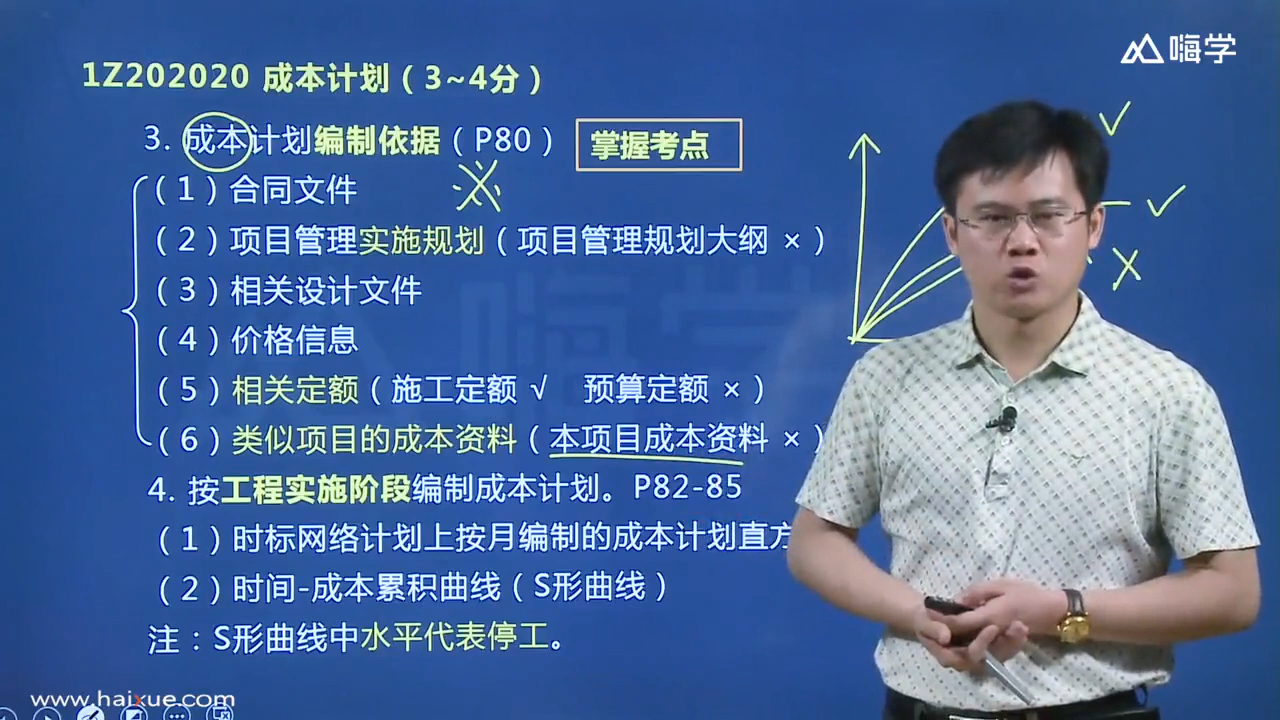 嗨学
1Z202020 成本计划（3~4分）
3. 成本计划编制依据（P80） 掌握考点
（1）合同文件
（2）项目管理实施规划（项目管理规划大纲 ×）
（3）相关设计文件
（4）价格信息
（5）相关定额（施工定额 √ 预算定额 ×）
（6）类似项目的成本资料（本项目成本资料 ×）
4. 按工程实施阶段编制成本计划。P82-85
（1）时标网络计划上按月编制的成本计划直方
（2）时间-成本累积曲线（S形曲线）
注：S形曲线中水平代表停工。
www.haixue.com